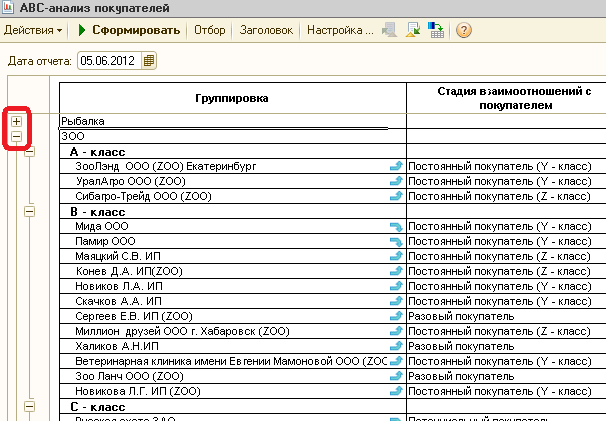 ABC-анализ покупателей
Действия Сформировать Отбор Заголовок Настройка ...
Дата отчета: 05.06.2012
Группировка Стадия взаимоотношений с покупателем
Рыбалка
ЗОО
А - класс
ЗооЛэнд ООО (ZOO) Екатеринбург Постоянный покупатель (Y - класс)
УралАгро ООО (ZOO) Постоянный покупатель (Y - класс)
Сибагро-Трейд ООО (ZOO) Постоянный покупатель (Z - класс)
В - класс
Мида ООО Постоянный покупатель (Y - класс)
Памир ООО Постоянный покупатель (Y - класс)
Маяцкий С.В. ИП Постоянный покупатель (Z - класс)
Конев Д.А. ИП(ZOO) Постоянный покупатель (Z - класс)
Новиков Л.А. ИП Постоянный покупатель (Y - класс)
Скачков А.А. ИП Постоянный покупатель (Y - класс)
Сергеев Е.В. ИП (ZOO) Разовый покупатель
Миллион друзей ООО г. Хабаровск (ZOO) Постоянный покупатель (Z - класс)
Халиков А.Н.ИП Разовый покупатель
Ветеринарная клиника имени Евгении Мамоновой ООО (ZOO Постоянный покупатель (Y - класс)
Зоо Ланч ООО (ZOO) Разовый покупатель
Новикова Л.Г. ИП (ZOO) Постоянный покупатель (Y - класс)
С - класс